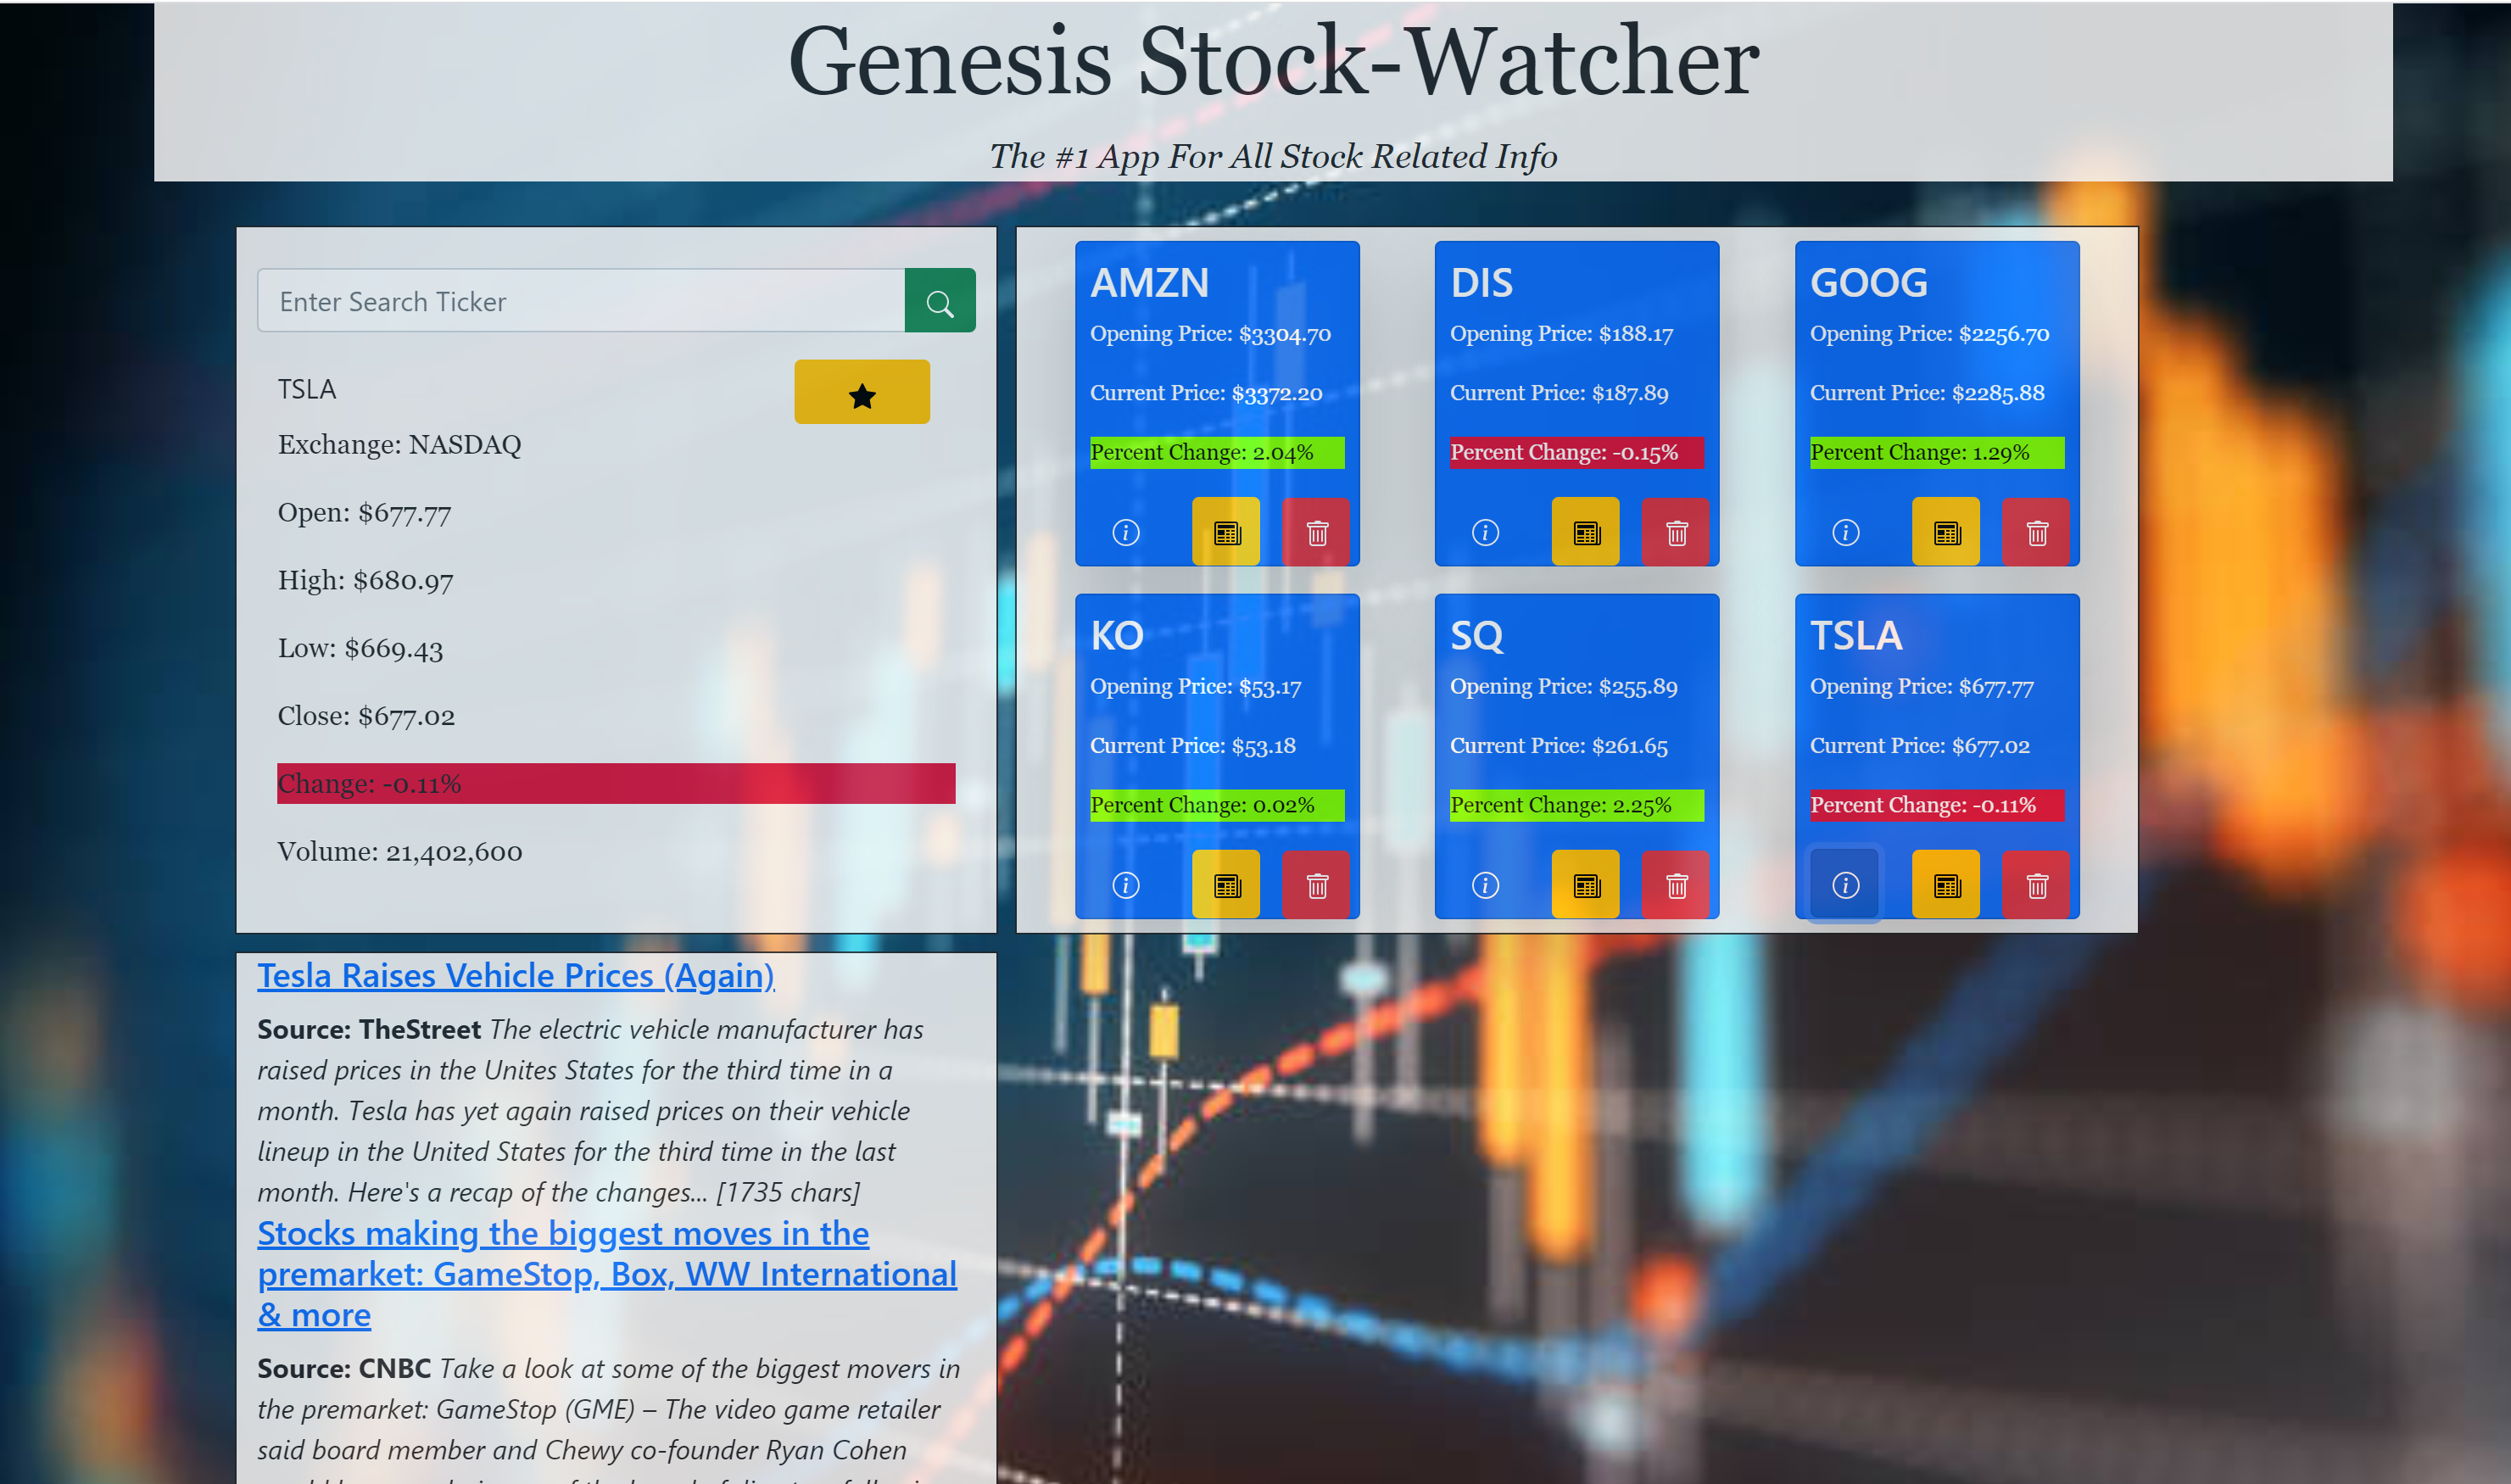 Genesis Stock-Watcher
The #1 App For All Stock Related Info
Enter Search Ticker
TSLA
Exchange: NASDAQ
Open: $677.77
High: $680.97
Low: $669.43
Close: $677.02
Change: -0.11%
Volume: 21,402,600
AMZN
Opening Price: $3304.70
Current Price: $3372.20
Percent Change: 2.04%
DIS
Opening Price: $188.17
Current Price: $187.89
Percent Change: -0.15%
GOOG
Opening Price: $2256.70
Current Price: $2285.88
Percent Change: 1.29%
KO
Opening Price: $53.17
Current Price: $53.18
Percent Change: 0.02%
SQ
Opening Price: $255.89
Current Price: $261.65
Percent Change: 2.25%
TSLA
Opening Price: $677.77
Current Price: $677.02
Percent Change: -0.11%
Tesla Raises Vehicle Prices (Again)
Source: TheStreet The electric vehicle manufacturer has
raised prices in the Unites States for the third time in a
month. Tesla has yet again raised prices on their vehicle
lineup in the United States for the third time in the last
month. Here's a recap of the changes... [1735 chars]
Stocks making the biggest moves in the
premarket: GameStop, Box, WW International
& more
Source: CNBC Take a look at some of the biggest movers in
the premarket: GameStop (GME) – The video game retailer
said board member and Chewy co-founder Ryan Cohen